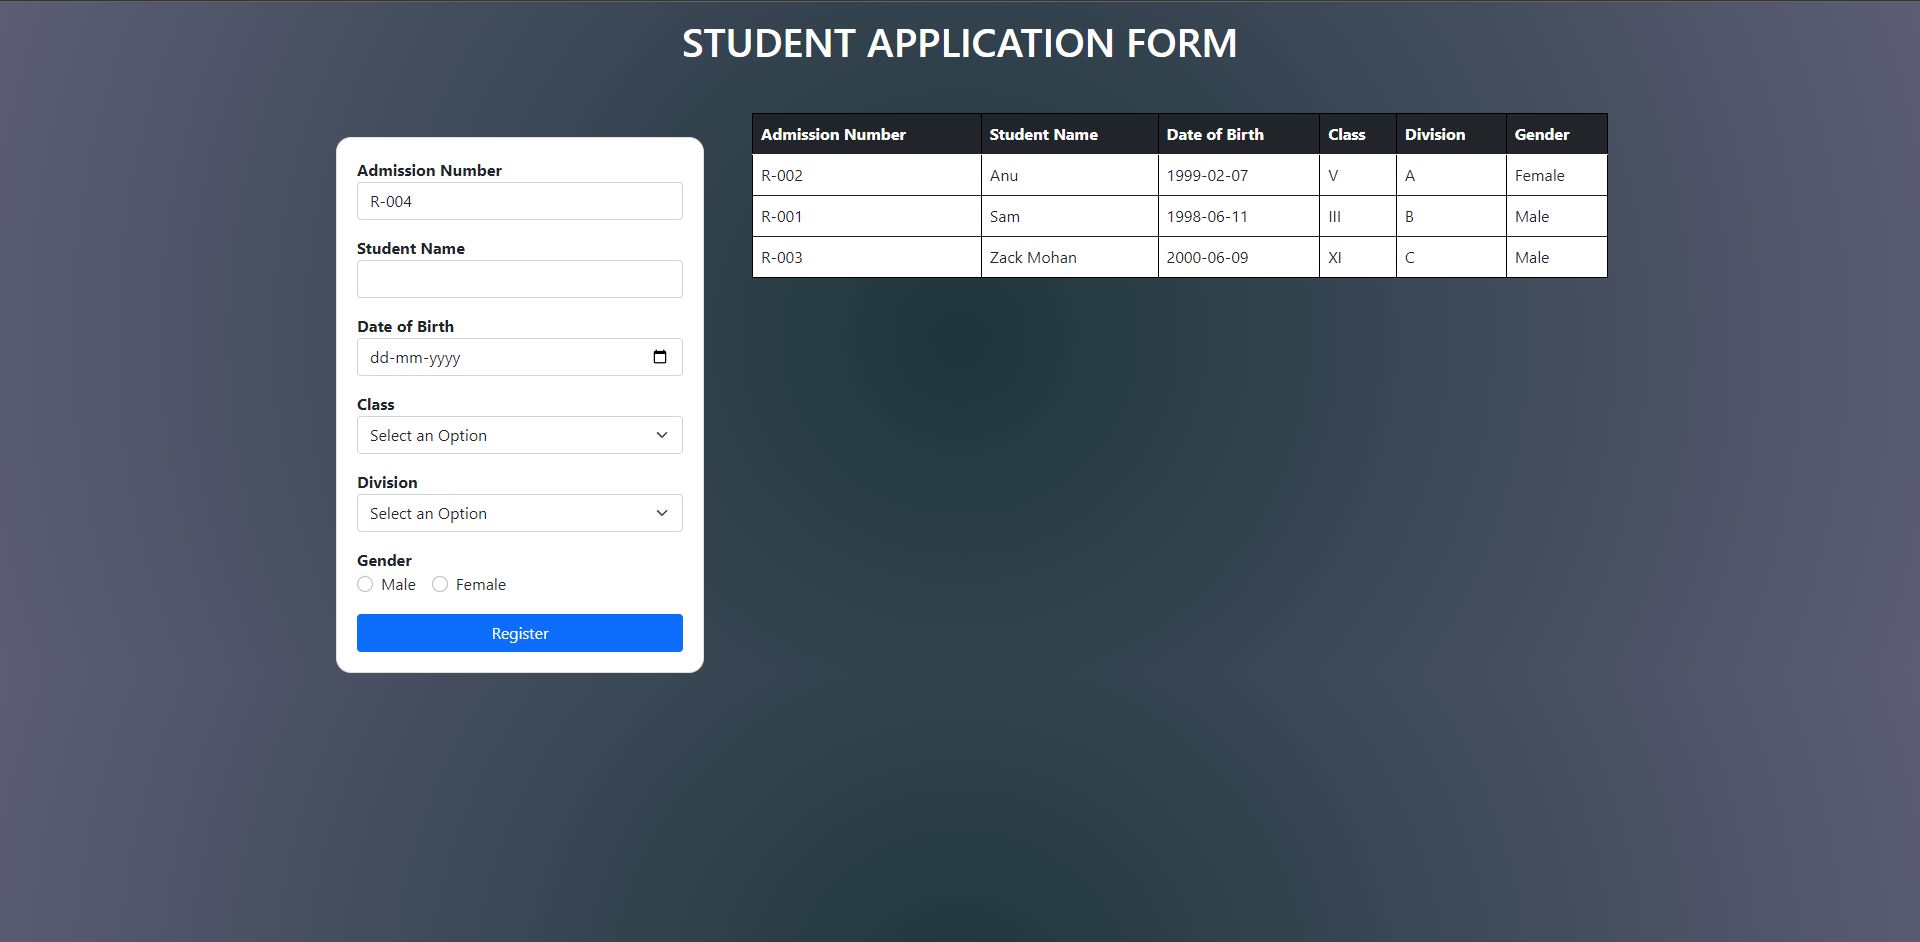 STUDENT APPLICATION FORM
Admission Number
R-004
Student Name
Date of Birth
dd-mm-yyyy
Class
Select an Option
Division
Select an Option
Gender
Male Female
Register
Admission Number Student Name Date of Birth Class Division Gender
R-002 Anu 1999-02-07 V A Female
R-001 Sam 1998-06-11 III B Male
R-003 Zack Mohan 2000-06-09 XI C Male